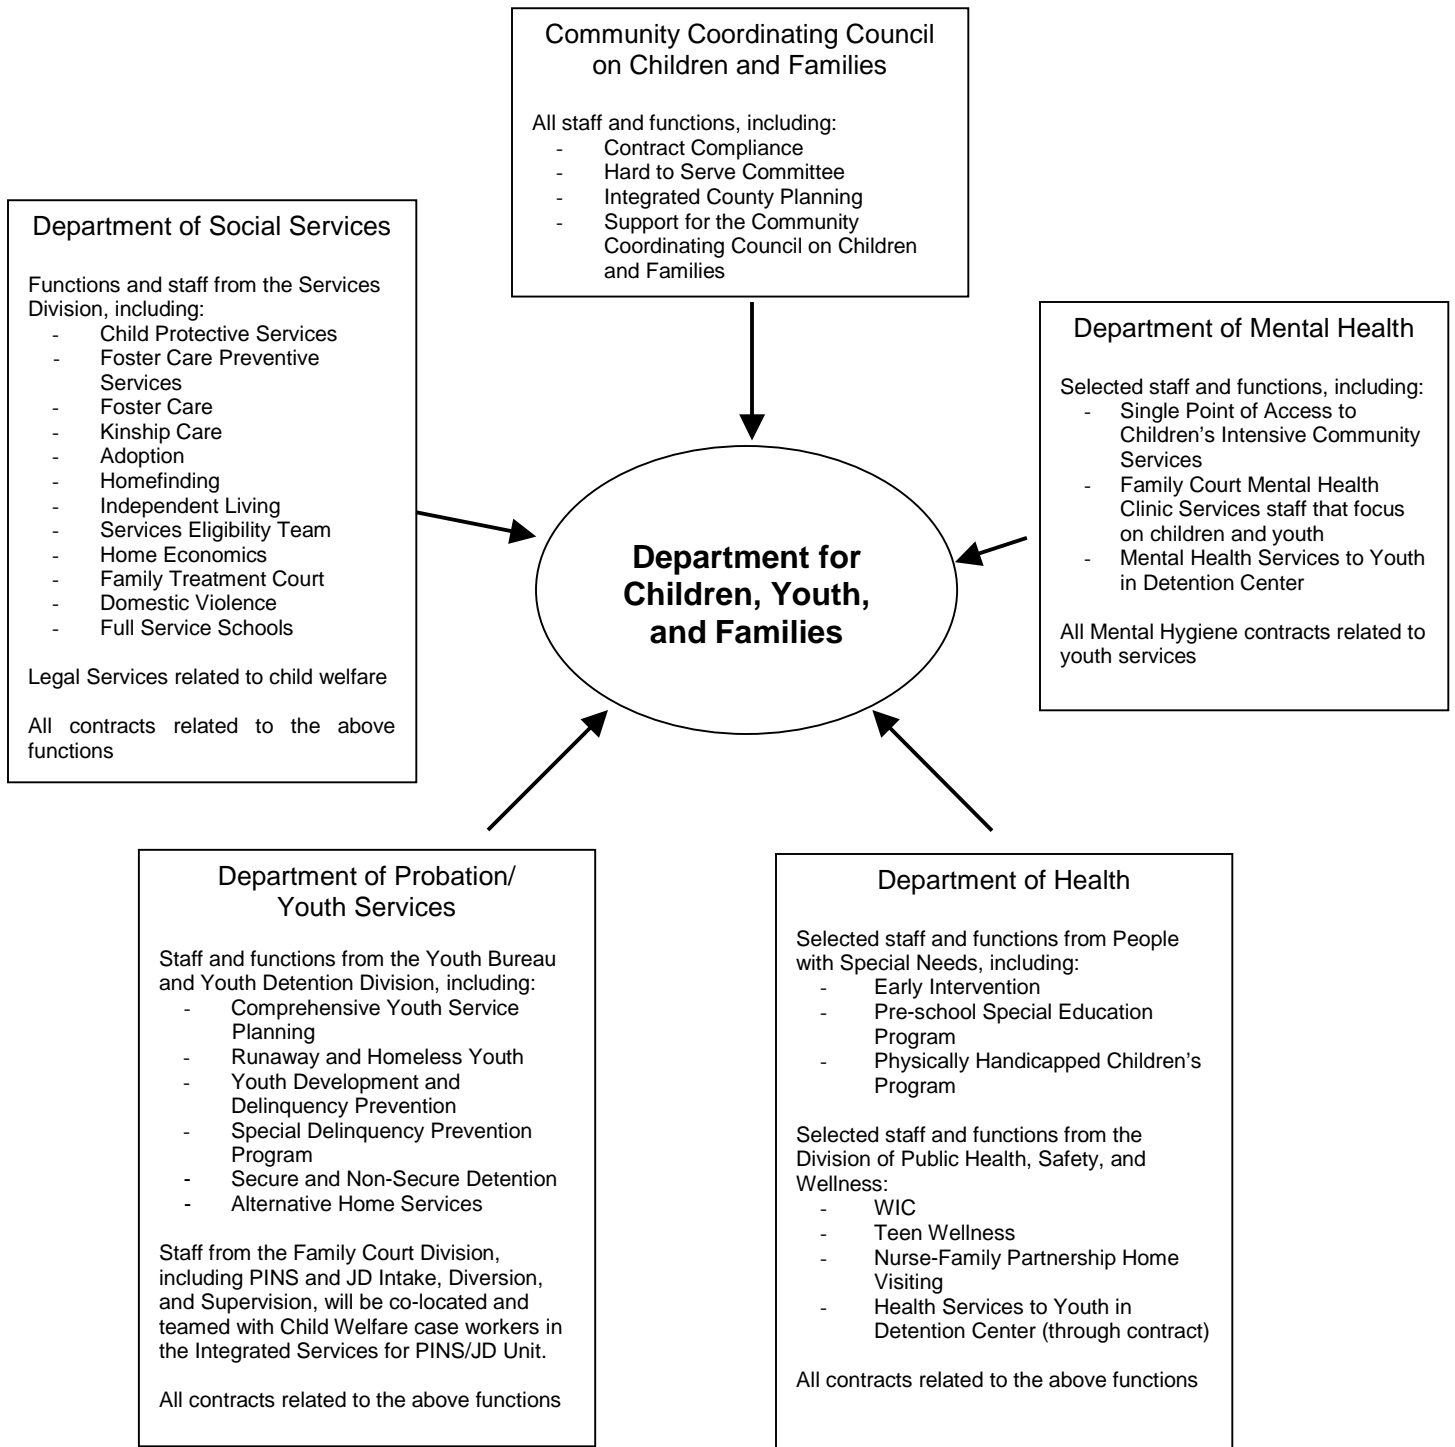 Community Coordinating Council
on Children and Families
All staff and functions, including:
- Contract Compliance
- Hard to Serve Committee
- Integrated County Planning
- Support for the Community
Coordinating Council on Children
and Families
Department of Social Services
Functions and staff from the Services
Division, including:
- Child Protective Services
- Foster Care Preventive
Services
- Foster Care
- Kinship Care
- Adoption
- Homefinding
- Independent Living
- Services Eligibility Team
- Home Economics
- Family Treatment Court
- Domestic Violence
- Full Service Schools
Legal Services related to child welfare
All contracts related to the above
functions
Department of Mental Health
Selected staff and functions, including:
- Single Point of Access to
Children’s Intensive Community
Services
- Family Court Mental Health
Clinic Services staff that focus
on children and youth
- Mental Health Services to Youth
in Detention Center
All Mental Hygiene contracts related to
youth services
Department for
Children, Youth,
and Families
Department of Probation/
Youth Services
Staff and functions from the Youth Bureau
and Youth Detention Division, including:
- Comprehensive Youth Service
Planning
- Runaway and Homeless Youth
- Youth Development and
Delinquency Prevention
- Special Delinquency Prevention
Program
- Secure and Non-Secure Detention
- Alternative Home Services
Staff from the Family Court Division,
including PINS and JD Intake, Diversion,
and Supervision, will be co-located and
teamed with Child Welfare case workers in
the Integrated Services for PINS/JD Unit.
All contracts related to the above functions
Department of Health
Selected staff and functions from People
with Special Needs, including:
- Early Intervention
- Pre-school Special Education
Program
- Physically Handicapped Children’s
Program
Selected staff and functions from the
Division of Public Health, Safety, and
Wellness:
- WIC
- Teen Wellness
- Nurse-Family Partnership Home
Visiting
- Health Services to Youth in
Detention Center (through contract)
All contracts related to the above functions